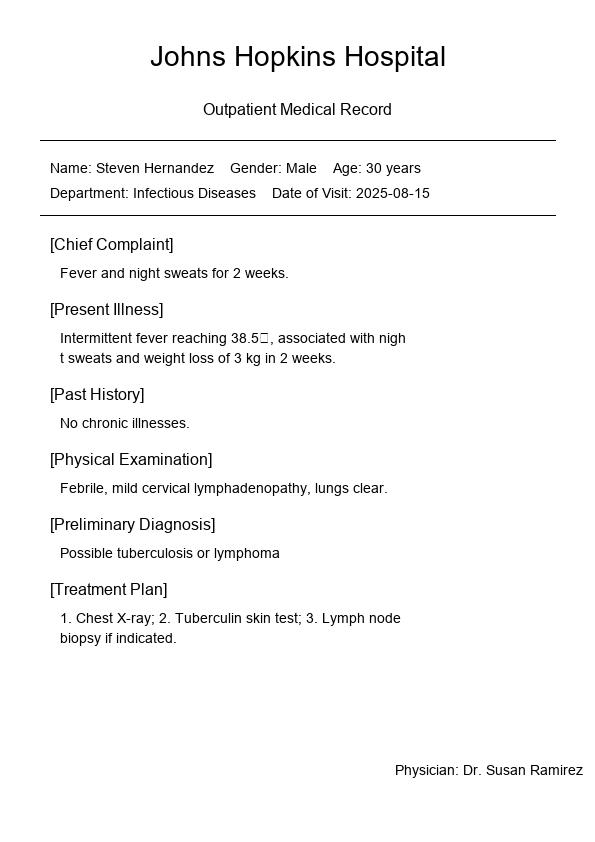 Johns Hopkins Hospital
Outpatient Medical Record
Name: Steven Hernandez Gender: Male Age: 30 years
Department: Infectious Diseases Date of Visit: 2025-08-15
[Chief Complaint]
Fever and night sweats for 2 weeks.
[Present Illness]
Intermittent fever reaching 38.5□, associated with nigh
t sweats and weight loss of 3 kg in 2 weeks.
[Past History]
No chronic illnesses.
[Physical Examination]
Febrile, mild cervical lymphadenopathy, lungs clear.
[Preliminary Diagnosis]
Possible tuberculosis or lymphoma
[Treatment Plan]
1. Chest X-ray; 2. Tuberculin skin test; 3. Lymph node
biopsy if indicated.
Physician: Dr. Susan Ramirez